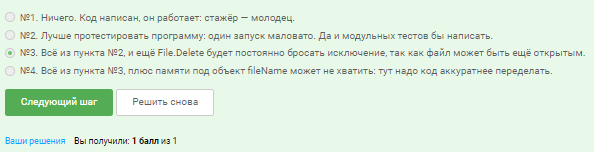 №1. Ничего. Код написан, он работает: стажёр — молодец.
№2. Лучше протестировать программу: один запуск маловато. Да и модульных тестов бы написать.
№3. Всё из пункта №2, и ещё File.Delete будет постоянно бросать исключение, так как файл может быть ещё открытым.
№4. Всё из пункта №3, плюс памяти под объект fileName может не хватить: тут надо код аккуратнее переделать.
Следующий шаг Решить снова
Ваши решения Вы получили: 1 балл из 1